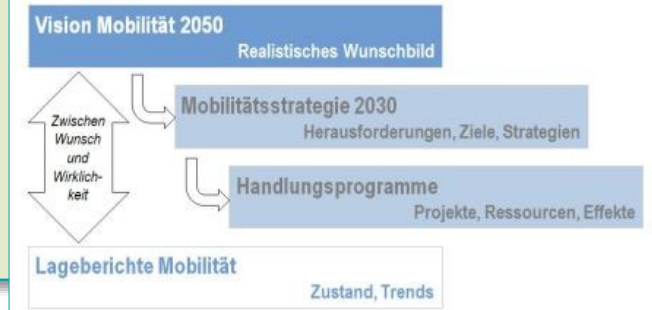 Vision Mobilität 2050
Realistisches Wunschbild
Zwischen
Wunsch
und
Wirklich-
keit
Mobilitätsstrategie 2030
Herausforderungen, Ziele, Strategien
Handlungsprogramme
Projekte, Ressourcen, Effekte
Lageberichte Mobilität
Zustand, Trends